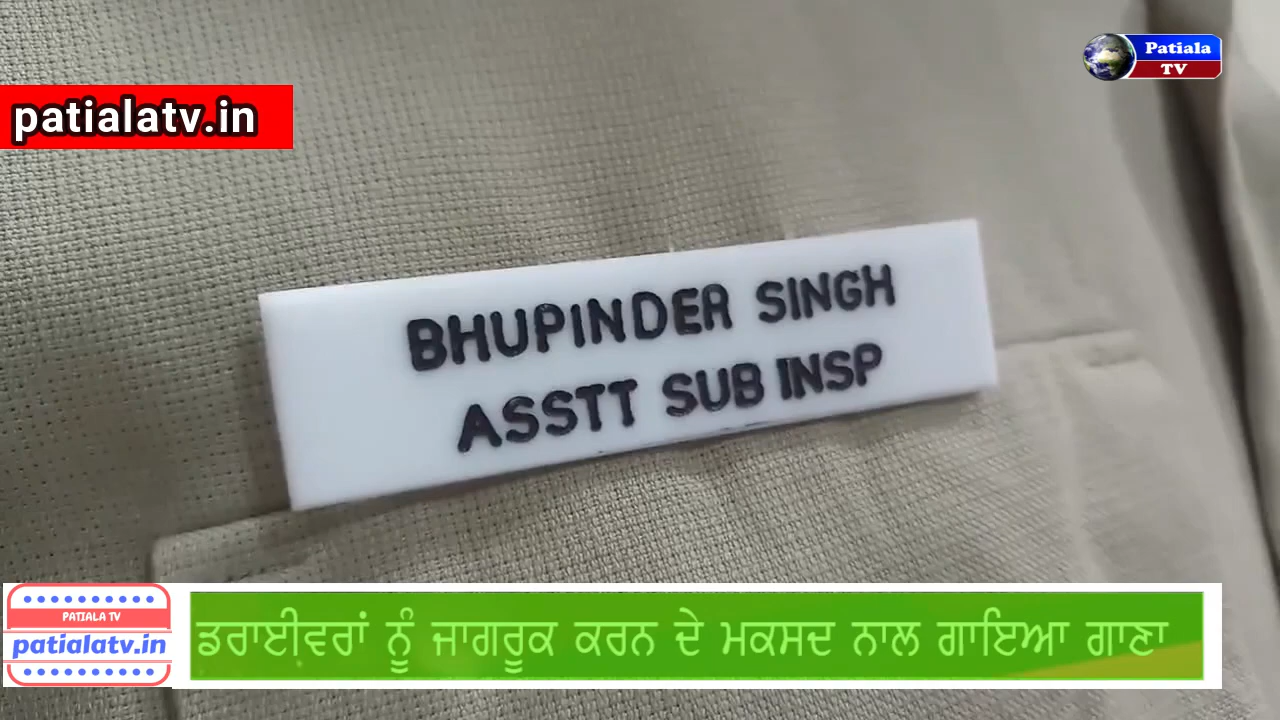 Patiala
TV
patialatv.in
BHUPINDER SINGH
ASSTT SUB INSP
PATIALA TV
patialatv.in
ਡਰਾਈਵਰਾਂ ਨੂੰ ਜਾਗਰੂਕ ਕਰਨ ਦੇ ਮਕਸਦ ਨਾਲ ਗਾਇਆ ਗਾਣਾ